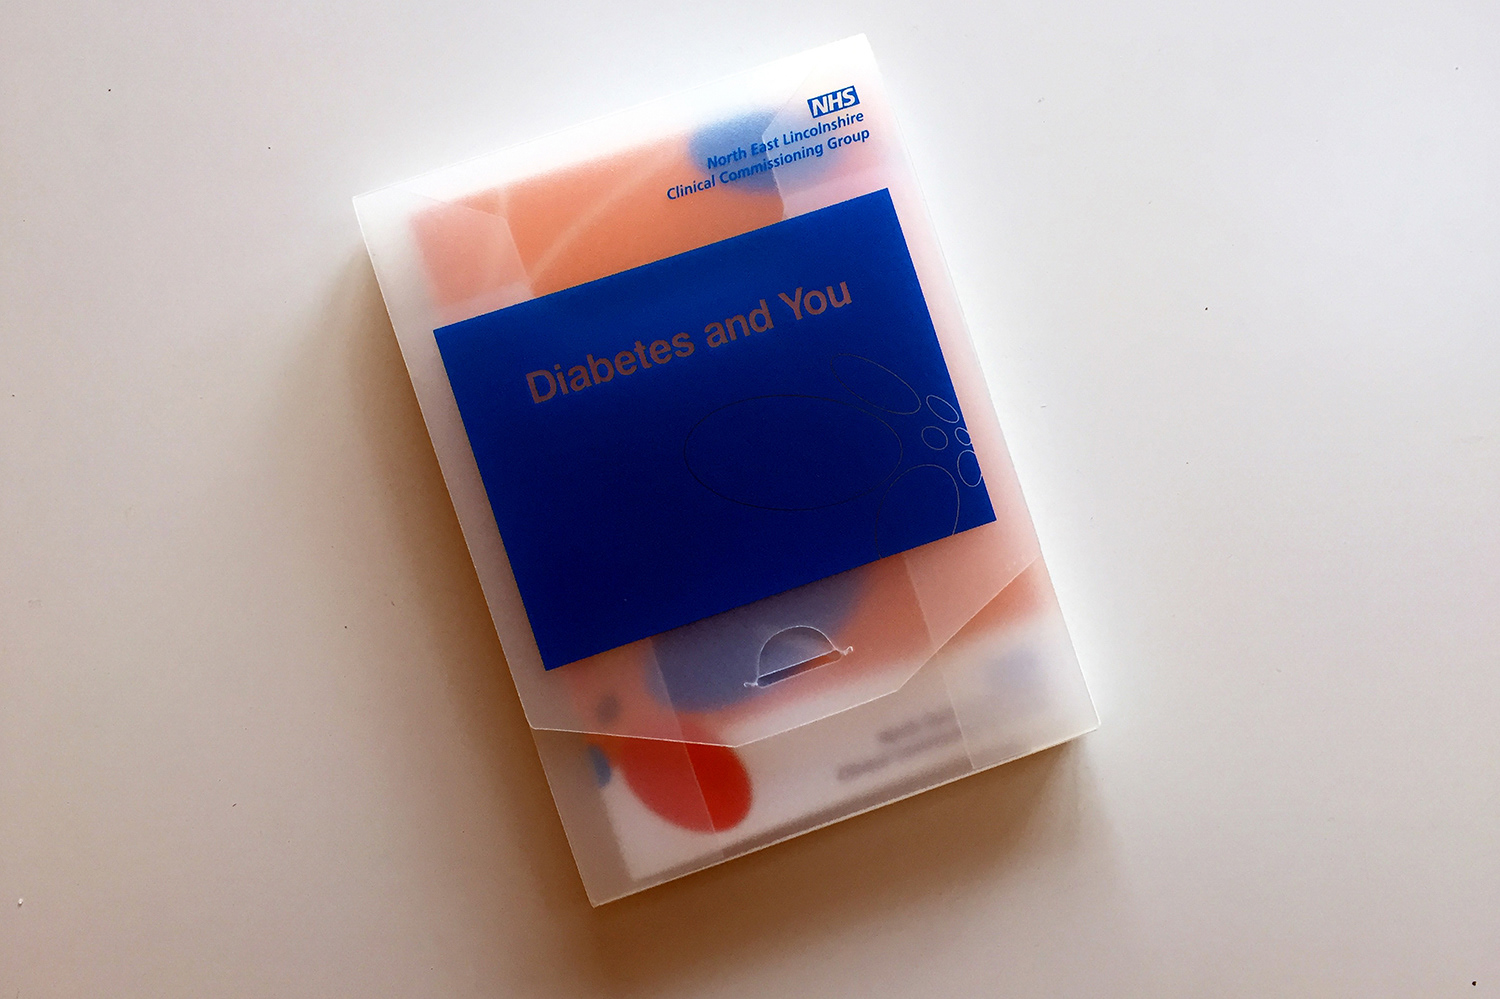 NHS
North East Lincolnshire
Clinical Commissioning Group
Diabetes and You